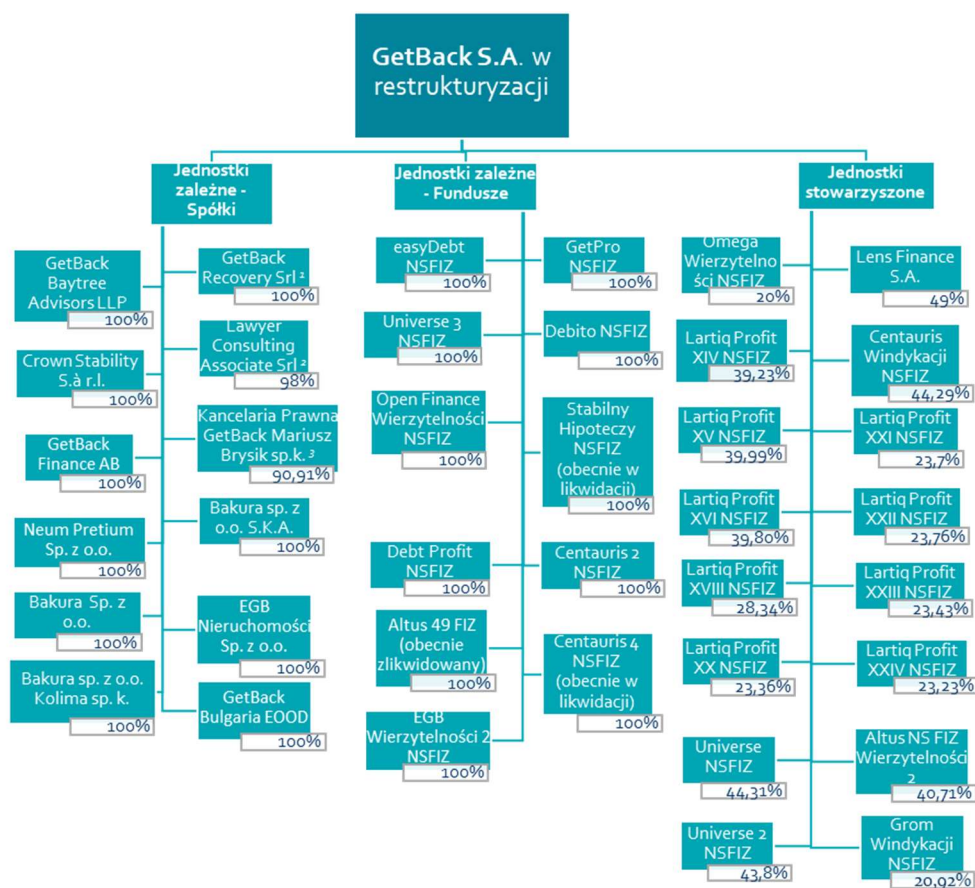 GetBack S.A. w
restrukturyzacji
Jednostki
zależne -
Spółki
GetBack
Baytree
Advisors LLP
100%
GetBack
Recovery Srl ¹
100%
Crown Stability
S.à r.l.
100%
Lawyer
Consulting
Associate Srl ²
98%
GetBack
Finance AB
100%
Kancelaria Prawna
GetBack Mariusz
Brysik sp.k. ³
90,91%
Neum Pretium
Sp. z o.o.
100%
Bakura sp. z
o.o. S.K.A.
100%
Bakura Sp. z
o.o.
100%
EGB
Nieruchomości
Sp. z o.o.
100%
Bakura sp. z o.o.
Kolima sp. k.
100%
GetBack
Bulgaria EOOD
100%
Jednostki zależne
- Fundusze
easyDebt
NSFIZ
100%
GetPro
NSFIZ
100%
Universe 3
NSFIZ
100%
Debito NSFIZ
100%
Open Finance
Wierzytelności
NSFIZ
100%
Stabilny
Hipoteczy
NSFIZ
(obecnie w
likwidacji)
100%
Debt Profit
NSFIZ
100%
Centauris 2
NSFIZ
100%
Altus 49 FIZ
(obecnie
zlikwidowany)
100%
Centauris 4
NSFIZ
(obecnie w
likwidacji)
100%
EGB
Wierzytelności 2
NSFIZ
100%
Jednostki
stowarzyszone
Omega
Wierzytelno
ści NSFIZ
20%
Lens Finance
S.A.
49%
Lartiq Profit
XIV NSFIZ
39,23%
Centauris
Windykacji
NSFIZ
44,29%
Lartiq Profit
XV NSFIZ
39,99%
Lartiq Profit
XXI NSFIZ
23,7%
Lartiq Profit
XVI NSFIZ
39,80%
Lartiq Profit
XXII NSFIZ
23,76%
Lartiq Profit
XVIII NSFIZ
28,34%
Lartiq Profit
XXIII NSFIZ
23,43%
Lartiq Profit
XX NSFIZ
23,36%
Lartiq Profit
XXIV NSFIZ
23,23%
Universe
NSFIZ
44,31%
Altus NS FIZ
Wierzytelności
2
40,71%
Universe 2
NSFIZ
43,8%
Grom
Windykacji
NSFIZ
20,92%